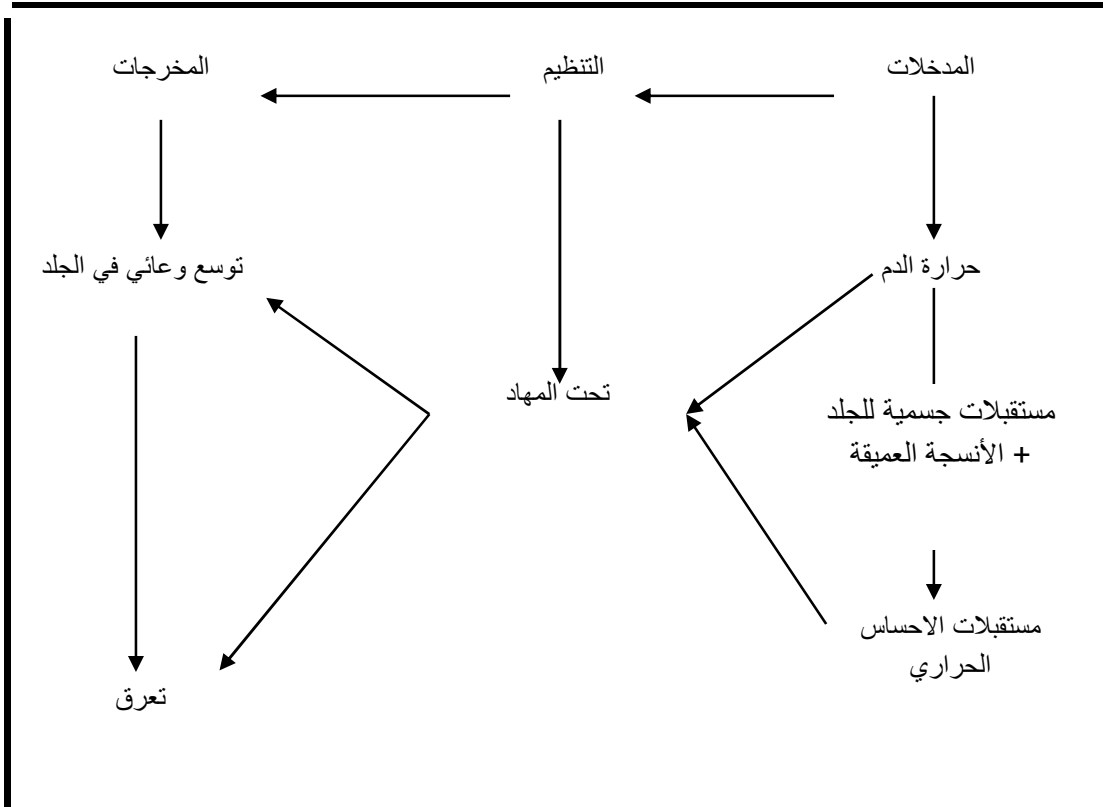 المدخلات
التنظيم
المخرجات
حرارة الدم
توسع وعائي في الجلد
تحت المهاد
مستقبلات جسمية للجلد
+ الأنسجة العميقة
مستقبلات الاحساس
الحراري
تعرق